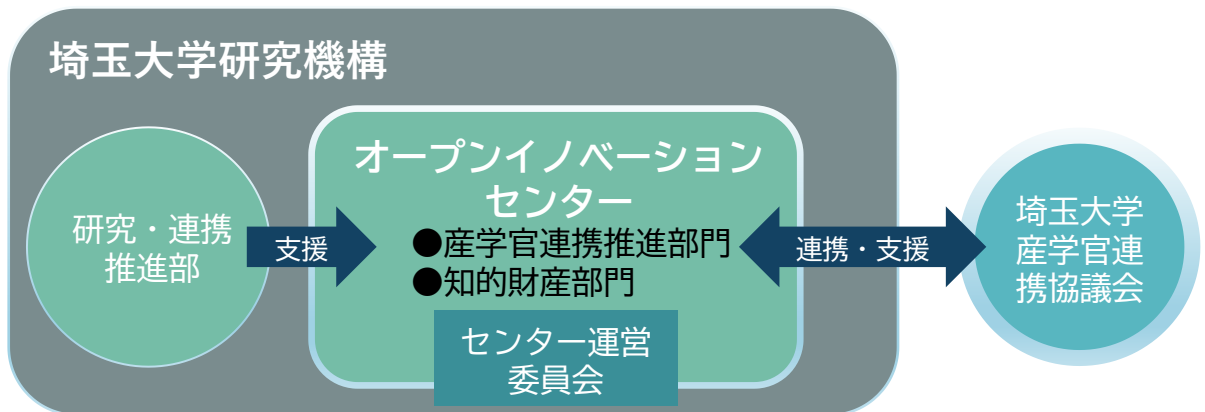 埼玉大学研究機構
研究・連携
推進部
支援
オープンイノベーション
センター
●産学官連携推進部門
●知的財産部門
センター運営
委員会
連携・支援
埼玉大学
産学官連
携協議会